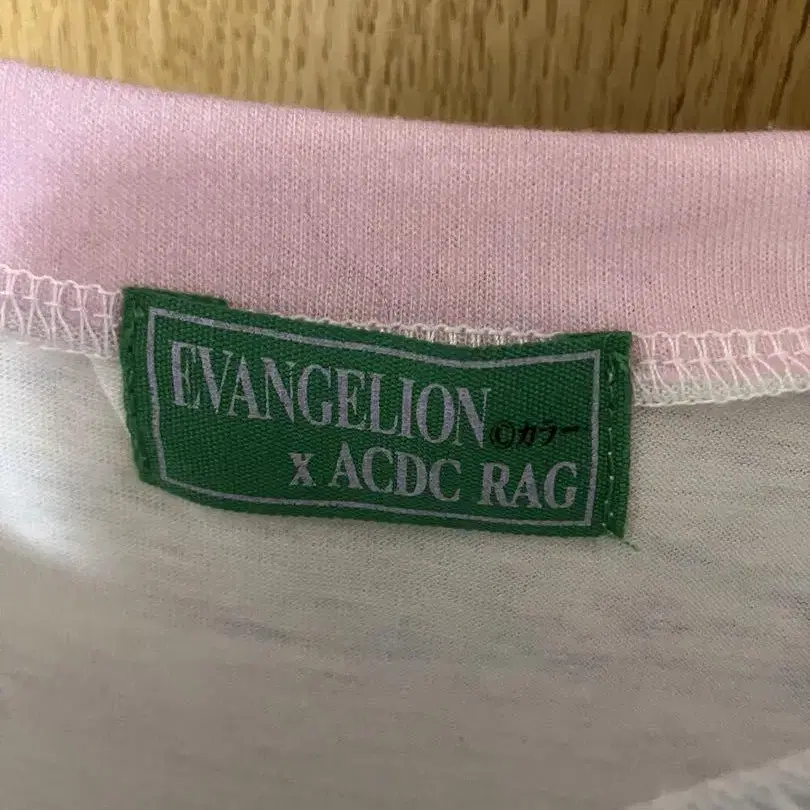 EVANGELION ©カラー
x ACDC RAG